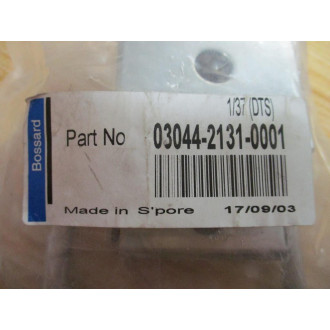 1/37 (DTS)
Bossard
Part No 03044-2131-0001
Made in S'pore 17/09/03